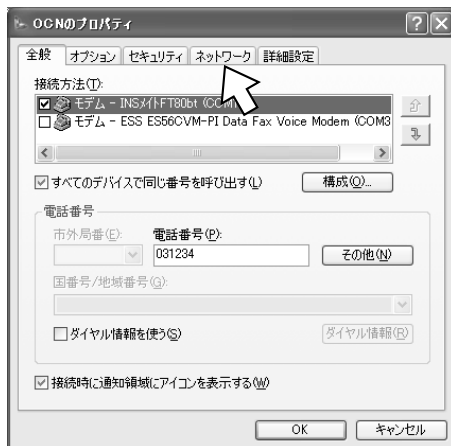 OCNのプロパティ
全般 オプション セキュリティ ネットワーク 詳細設定
接続方法(T):
モデム - INSメイトFT80bt (COM
モデム - ESS ES56CVM-PI Data Fax Voice Modem (COM3
すべてのデバイスで同じ番号を呼び出す(L) 構成(O)...
電話番号
市外局番(E): 電話番号(P):
031234 その他(N)
国番号/地域番号(G):
ダイヤル情報を使う(S) ダイヤル情報(R)
接続時に通知領域にアイコンを表示する(W)
OK キャンセル